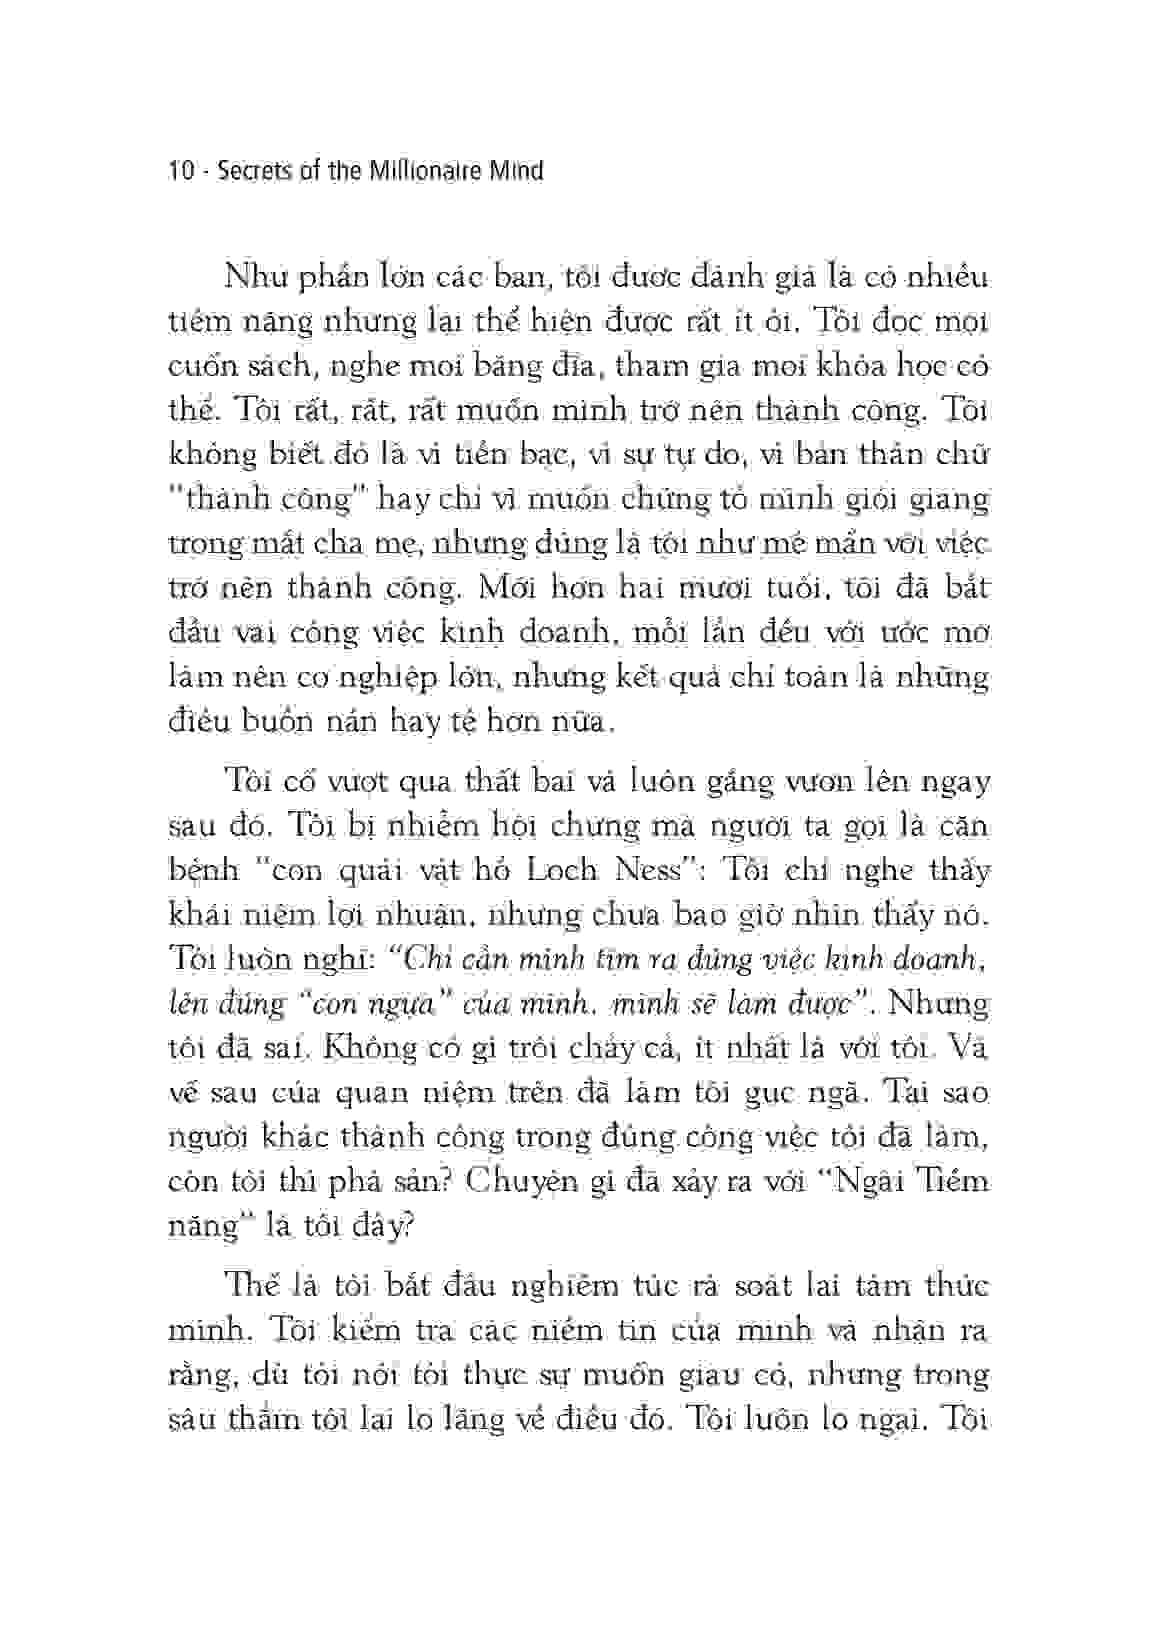 10 - Secrets of the Millionaire Mind
Như phần lớn các bạn, tôi được đánh giá là có nhiều
tiềm năng nhưng lại thể hiện được rất ít ỏi. Tôi đọc mọi
cuốn sách, nghe mọi băng đĩa, tham gia mọi khóa học có
thể. Tôi rất, rất, rất muốn mình trở nên thành công. Tôi
không biết đó là vì tiền bạc, vì sự tự do, vì bản thân chữ
"thành công" hay chỉ vì muốn chứng tỏ mình giỏi giang
trong mắt cha mẹ, nhưng đúng là tôi như mê mẩn với việc
trở nên thành công. Mới hơn hai mươi tuổi, tôi đã bắt
đầu vài công việc kinh doanh, mỗi lần đều với ước mơ
làm nên cơ nghiệp lớn, nhưng kết quả chỉ toàn là những
điều buồn nản hay tệ hơn nữa.
Tôi cố vượt qua thất bại và luôn gắng vươn lên ngay
sau đó. Tôi bị nhiễm hội chứng mà người ta gọi là căn
bệnh “con quái vật hồ Loch Ness”: Tôi chỉ nghe thấy
khái niệm lợi nhuận, nhưng chưa bao giờ nhìn thấy nó.
Tôi luôn nghĩ: “Chỉ cần mình tìm ra đúng việc kinh doanh,
lên đúng “con ngựa” của mình, mình sẽ làm được”. Nhưng
tôi đã sai. Không có gì trôi chảy cả, ít nhất là với tôi. Và
vế sau của quan niệm trên đã làm tôi gục ngã. Tại sao
người khác thành công trong đúng công việc tôi đã làm,
còn tôi thì phá sản? Chuyện gì đã xảy ra với “Ngài Tiềm
năng” là tôi đây?
Thế là tôi bắt đầu nghiêm túc rà soát lại tâm thức
mình. Tôi kiểm tra các niềm tin của mình và nhận ra
rằng, dù tôi nói tôi thực sự muốn giàu có, nhưng trong
sâu thẳm tôi lại lo lắng về điều đó. Tôi luôn lo ngại. Tôi